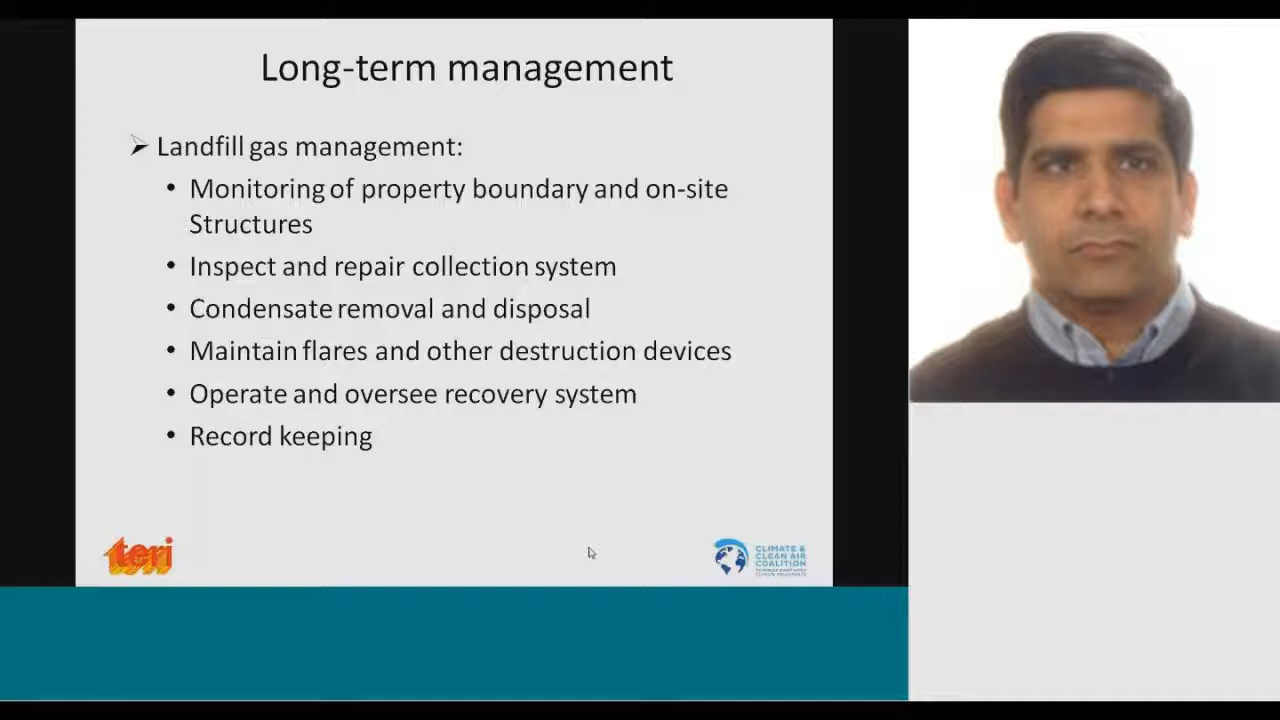 Long-term management
➢ Landfill gas management:
• Monitoring of property boundary and on-site
Structures
• Inspect and repair collection system
• Condensate removal and disposal
• Maintain flares and other destruction devices
• Operate and oversee recovery system
• Record keeping
teri
CLIMATE &
CLEAN AIR
COALITION